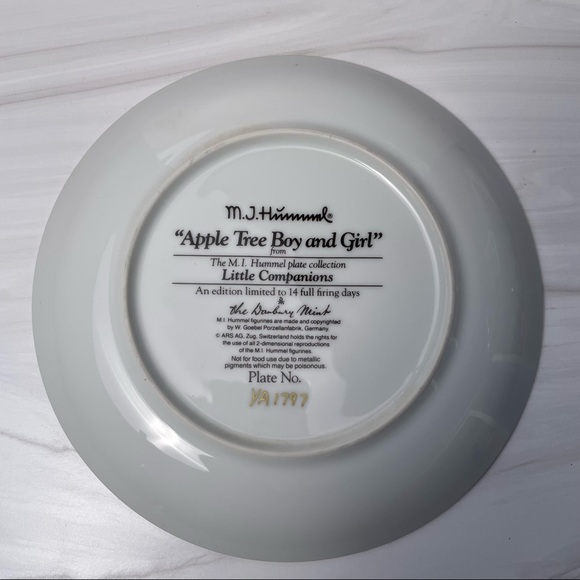 M.J.Hummel®
“Apple Tree Boy and Girl”
from
The M.I. Hummel plate collection
Little Companions
An edition limited to 14 full firing days
&
the Danbury Mint
M.I. Hummel figurines are made and copyrighted
by W. Goebel Porzellanfabrik, Germany.
© ARS AG. Zug, Switzerland holds the rights for
the use of all 2-dimensional reproductions
of the M.I. Hummel figurines.
Not for food use due to metallic
pigments which may be poisonous.
Plate No.